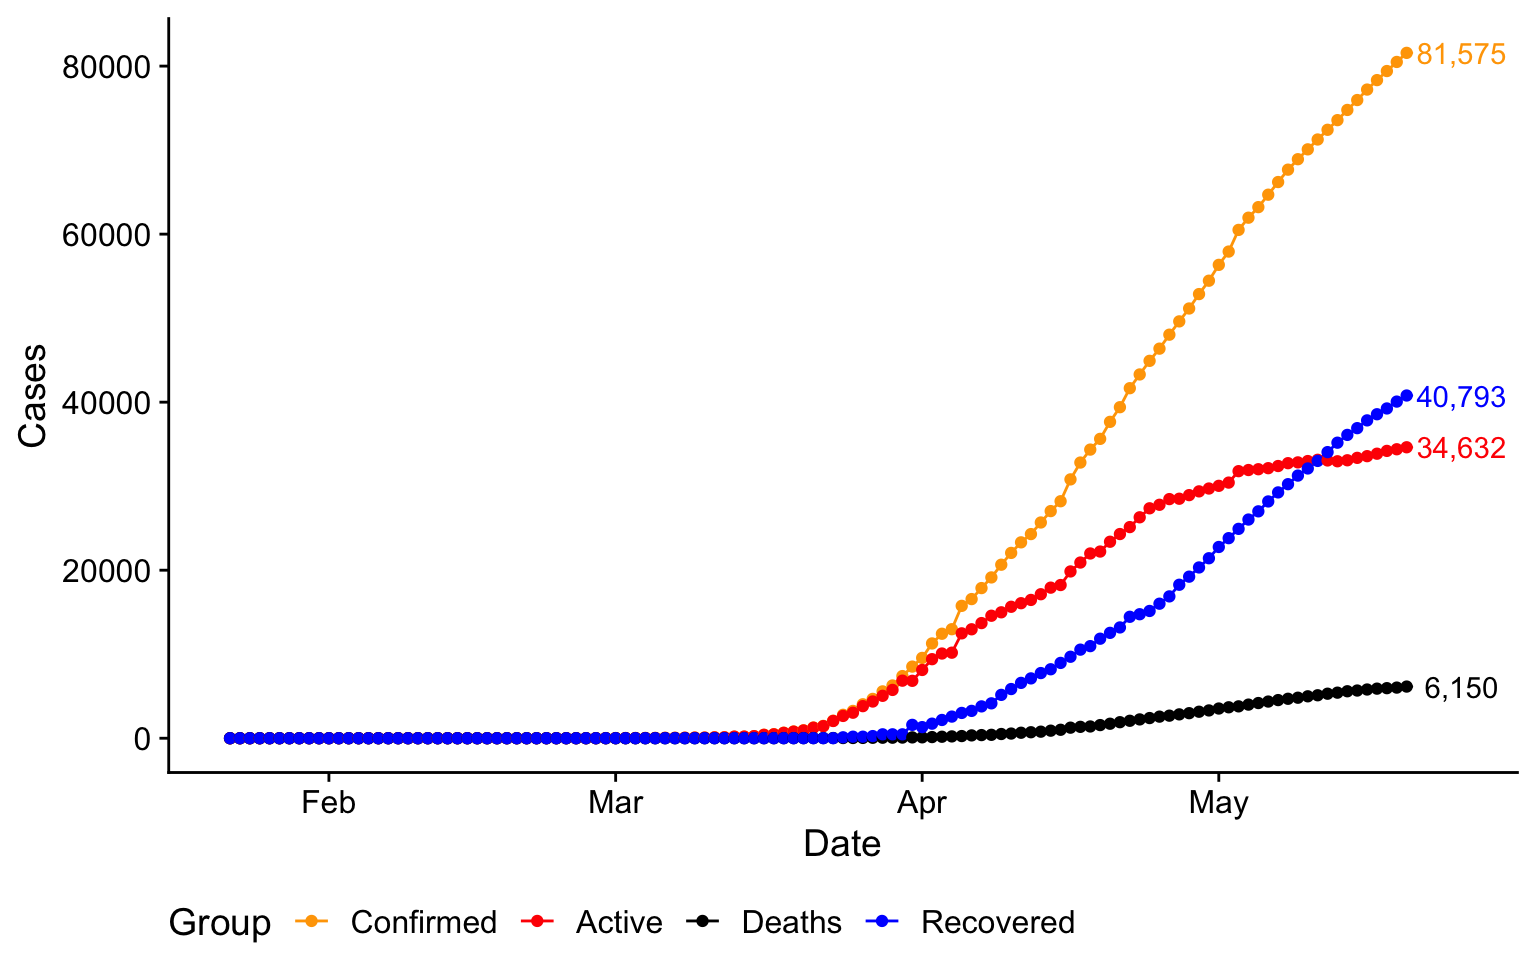 81,575
80000
60000
40000
40,793
34,632
20000
6,150
0
Cases
Feb Mar Apr May
Date
Group Confirmed Active Deaths Recovered